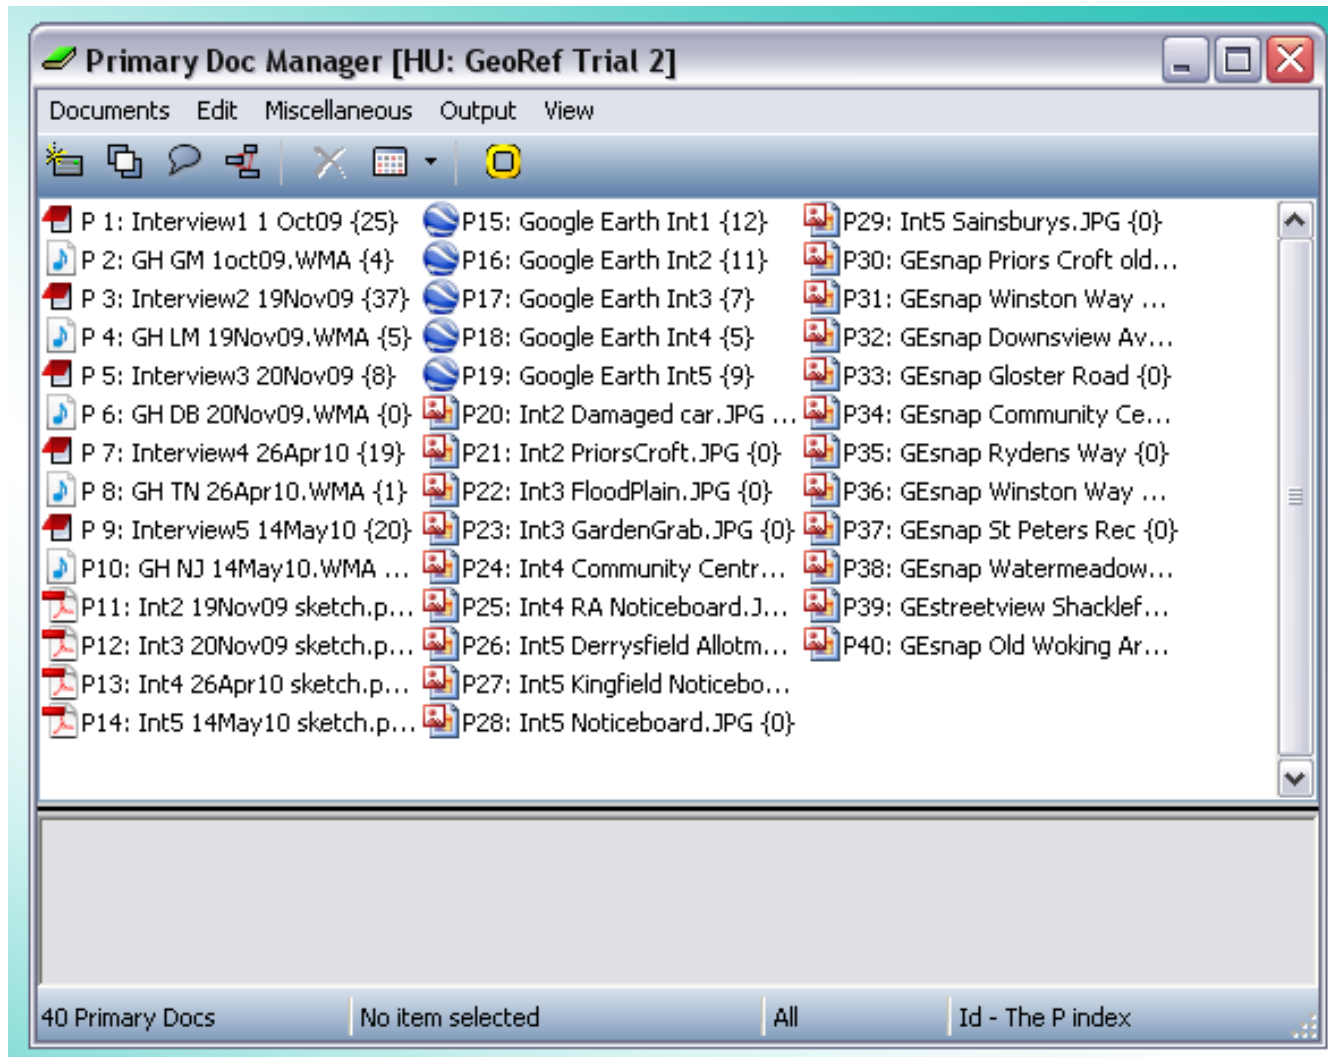 Primary Doc Manager [HU: GeoRef Trial 2]
Documents Edit Miscellaneous Output View
P 1: Interview1 1 Oct09 {25}
P 2: GH GM 1oct09.WMA {4}
P 3: Interview2 19Nov09 {37}
P 4: GH LM 19Nov09.WMA {5}
P 5: Interview3 20Nov09 {8}
P 6: GH DB 20Nov09.WMA {0}
P 7: Interview4 26Apr10 {19}
P 8: GH TN 26Apr10.WMA {1}
P 9: Interview5 14May10 {20}
P10: GH NJ 14May10.WMA ...
P11: Int2 19Nov09 sketch.p...
P12: Int3 20Nov09 sketch.p...
P13: Int4 26Apr10 sketch.p...
P14: Int5 14May10 sketch.p...
P15: Google Earth Int1 {12}
P16: Google Earth Int2 {11}
P17: Google Earth Int3 {7}
P18: Google Earth Int4 {5}
P19: Google Earth Int5 {9}
P20: Int2 Damaged car.JPG ...
P21: Int2 PriorsCroft.JPG {0}
P22: Int3 FloodPlain.JPG {0}
P23: Int3 GardenGrab.JPG {0}
P24: Int4 Community Centr...
P25: Int4 RA Noticeboard.J...
P26: Int5 Derrysfield Allotm...
P27: Int5 Kingfield Noticebo...
P28: Int5 Noticeboard.JPG {0}
P29: Int5 Sainsburys.JPG {0}
P30: GEsnap Priors Croft old...
P31: GEsnap Winston Way ...
P32: GEsnap Downsview Av...
P33: GEsnap Gloster Road {0}
P34: GEsnap Community Ce...
P35: GEsnap Rydens Way {0}
P36: GEsnap Winston Way ...
P37: GEsnap St Peters Rec {0}
P38: GEsnap Watermeadow...
P39: GEstreetview Shacklef...
P40: GEsnap Old Woking Ar...
40 Primary Docs No item selected All Id - The P index